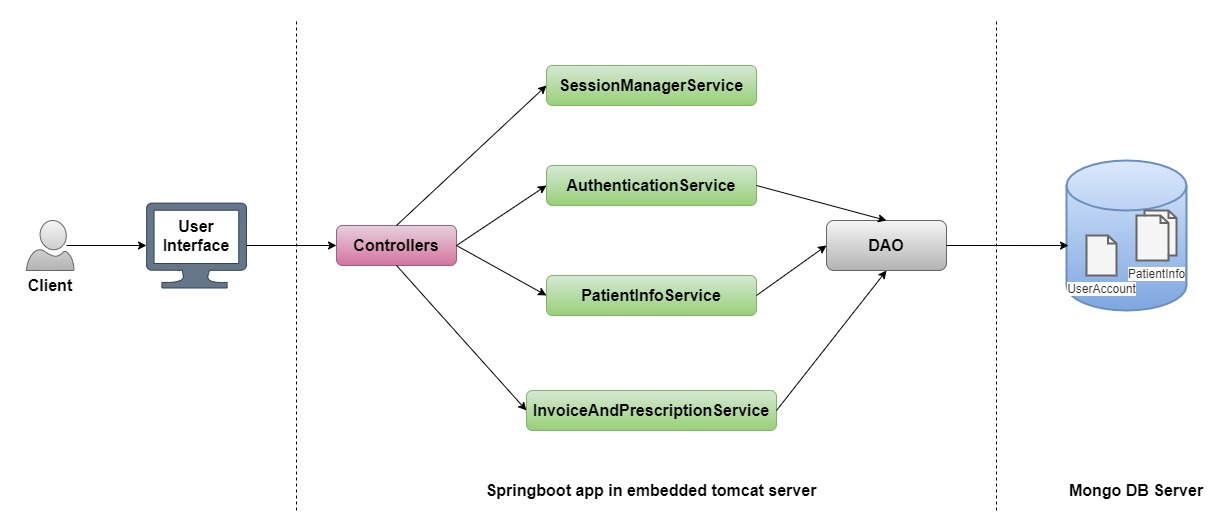 Client
User
Interface
Controllers
SessionManagerService
AuthenticationService
PatientInfoService
InvoiceAndPrescriptionService
DAO
UserAccount
PatientInfo
Springboot app in embedded tomcat server
Mongo DB Server